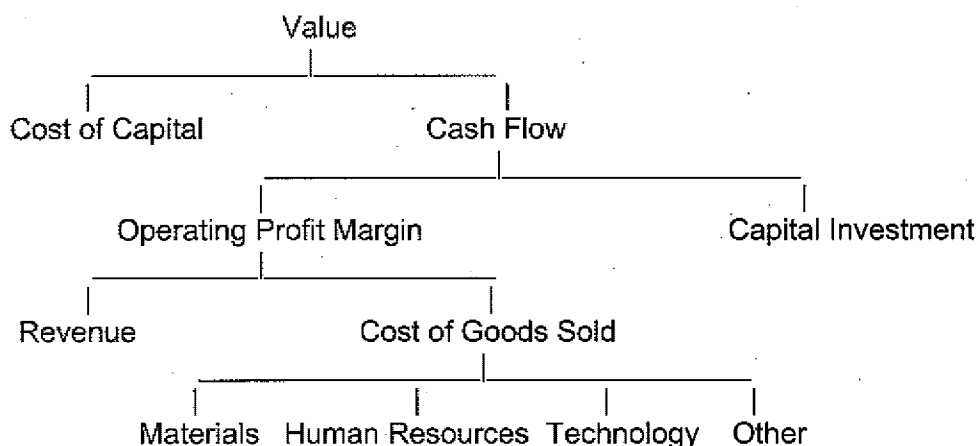 Value
Cost of Capital Cash Flow
Operating Profit Margin Capital Investment
Revenue Cost of Goods Sold
Materials Human Resources Technology Other